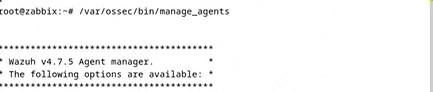 root@zabbix:~# /var/ossec/bin/manage_agents
****************************************
* Wazuh v4.7.5 Agent manager. *
* The following options are available: *
****************************************